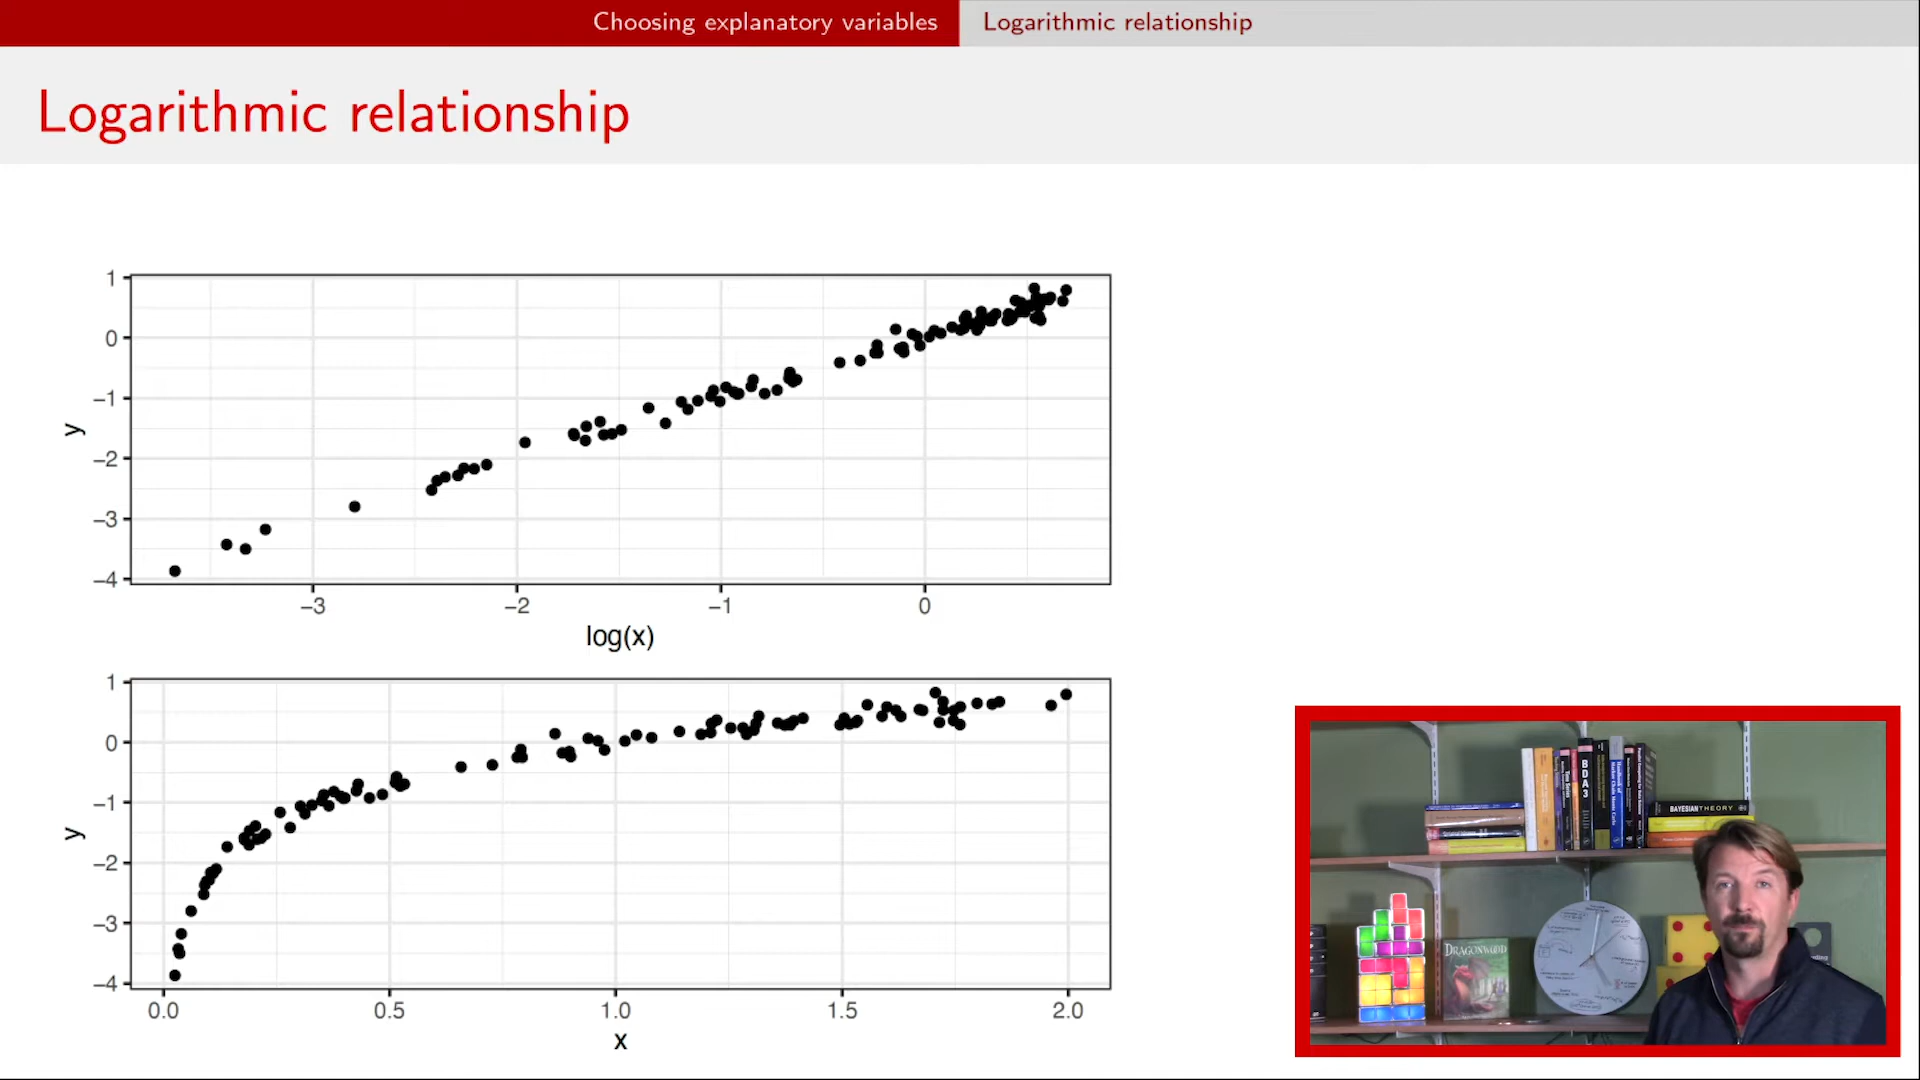 Choosing explanatory variables
Logarithmic relationship
Logarithmic relationship
1
0
−1
−2
−3
−4
y
−3
−2
−1
0
log(x)
1
0
−1
−2
−3
−4
y
0.0
0.5
1.0
1.5
2.0
x
BDA3
BAYESIAN THEORY
DRAGONWOOD